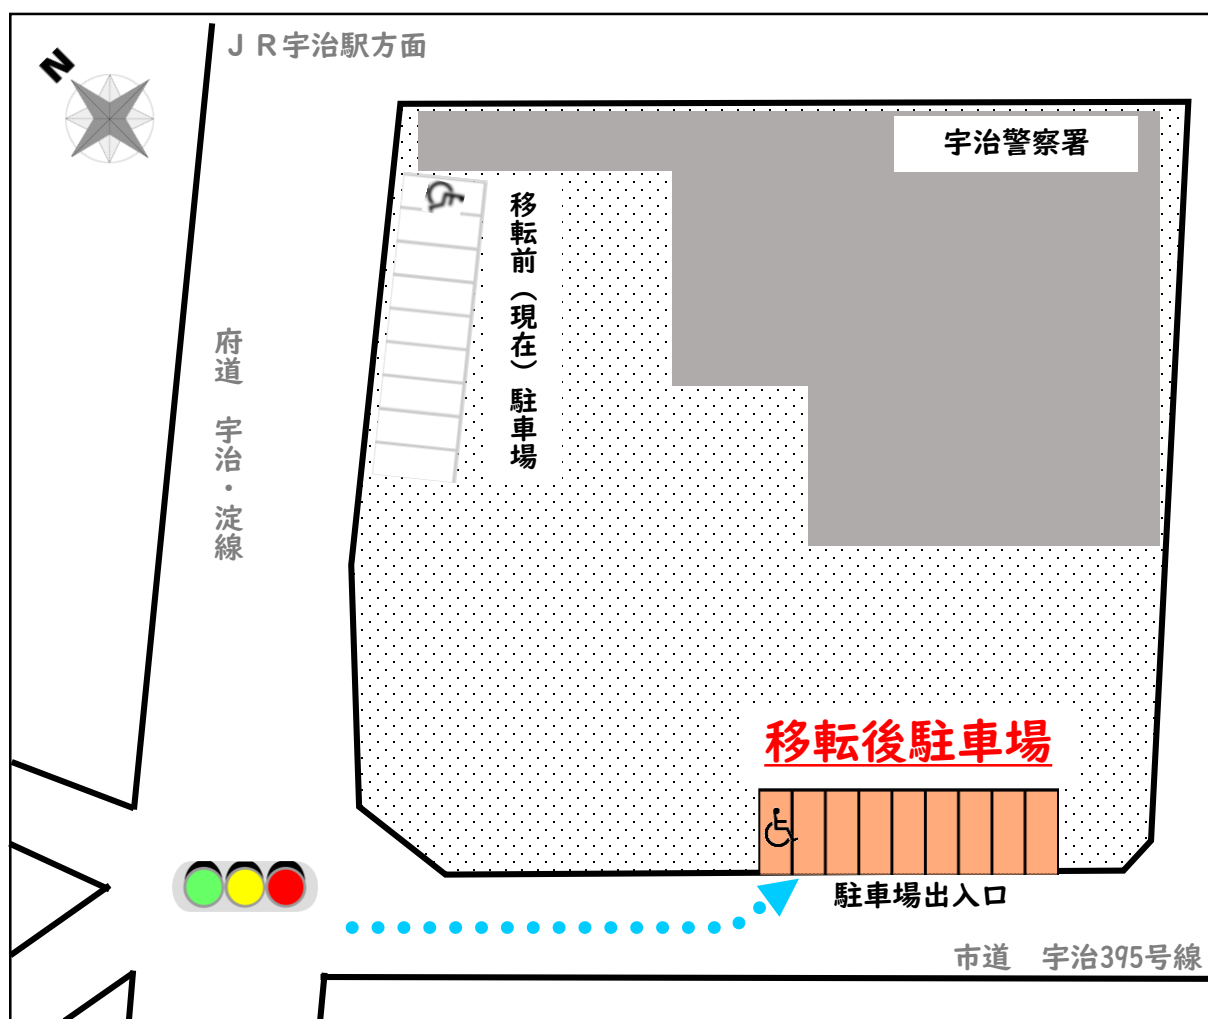 N
ＪＲ宇治駅方面
宇治警察署
移転前（現在）駐車場
府道　宇治・淀線
移転後駐車場
駐車場出入口
市道　宇治395号線